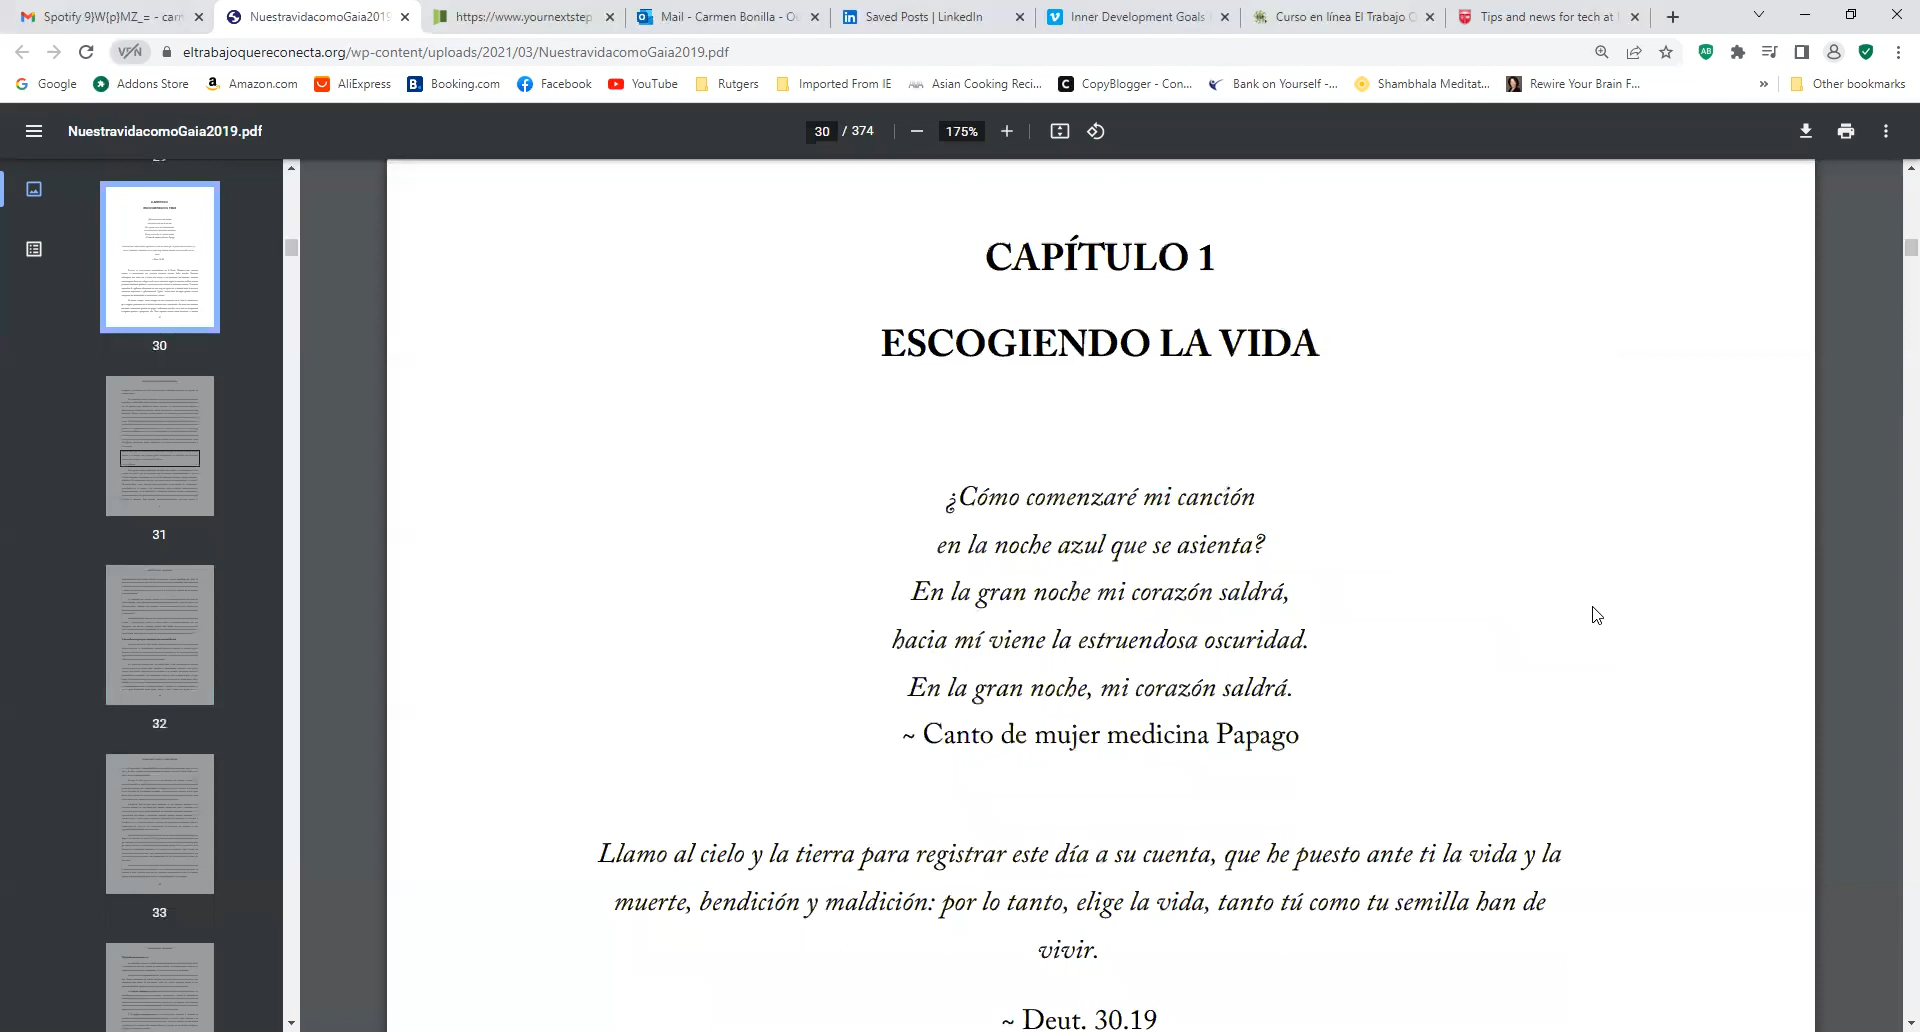 Spotify 9}W{p}MZ_= - carr
Nuestravidacomogaia2019
https://www.yournextstep
Mail - Carmen Bonilla - O
Saved Posts | LinkedIn
Inner Development Goals
Curso en línea El Trabajo
Tips and news for tech at
VPN
eltrabajoquereconecta.org/wp-content/uploads/2021/03/NuestravidacomoGaia2019.pdf
Google Addons Store Amazon.com AliExpress Booking.com Facebook YouTube Rutgers Imported From IE Asian Cooking Reci... CopyBlogger - Con... Bank on Yourself -... Shambhala Meditat... Rewire Your Brain F... » Other bookmarks
NuestravidacomoGaia2019.pdf
30 / 374
175%
30
31
32
33
CAPÍTULO 1
ESCOGIENDO LA VIDA
¿Cómo comenzaré mi canción
en la noche azul que se asienta?
En la gran noche mi corazón saldrá,
hacia mí viene la estruendosa oscuridad.
En la gran noche, mi corazón saldrá.
~ Canto de mujer medicina Papago
Llamo al cielo y la tierra para registrar este día a su cuenta, que he puesto ante ti la vida y la
muerte, bendición y maldición: por lo tanto, elige la vida, tanto tú como tu semilla han de
vivir.
~ Deut. 30.19